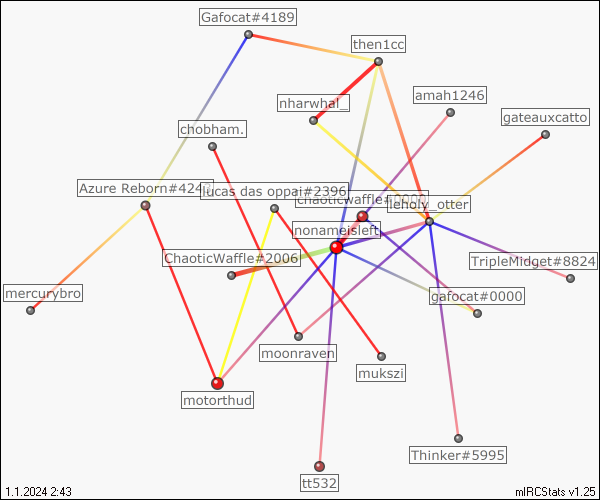 Gafocat#4189
then1cc
amah1246
nharwhal_
gateauxcatto
chobham.
Azure Reborn#424
lucas das oppai#2396
chaoticwaffle#0000
leholy_otter
nonameisleft
ChaoticWaffle#2006
TripleMidget#8824
mercurybro
gafocat#0000
moonraven
mukszi
motorthud
Thinker#5995
tt532
1.1.2024 2:43
mIRCStats v1.25